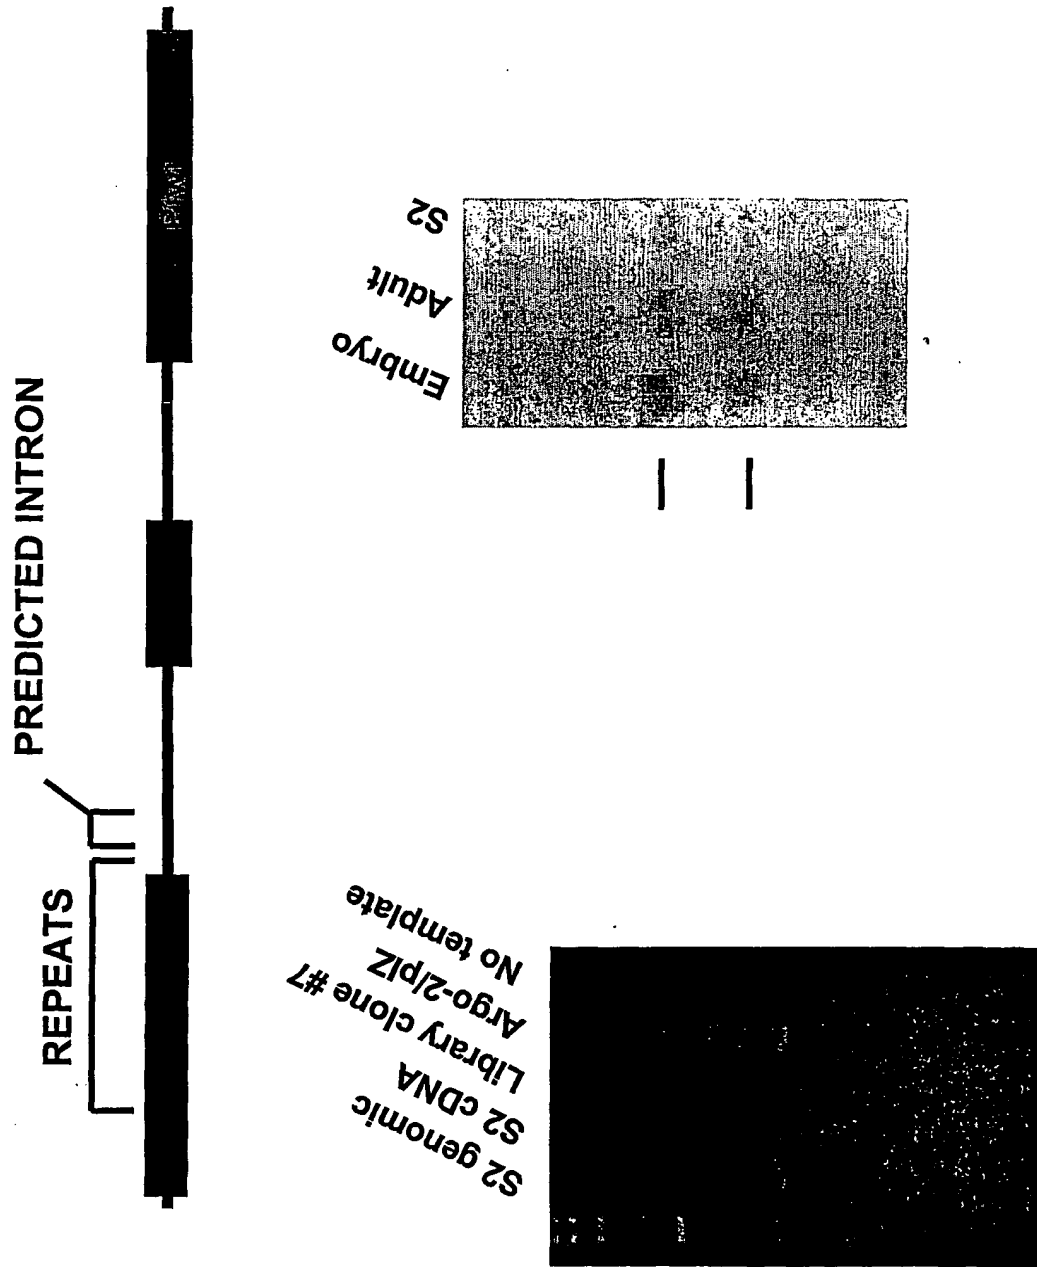 REPEATS
PREDICTED INTRON
S2 genomic
S2 cDNA
Library clone #7
Argo-2/pIZ
No template
Embryo
Adult
S2